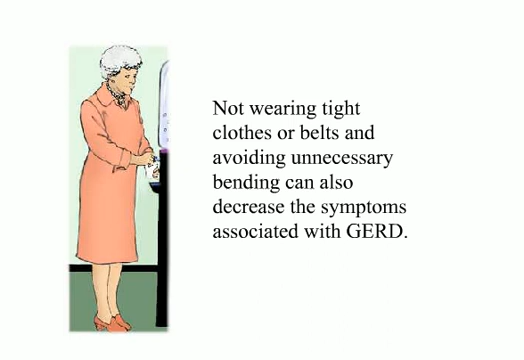 Not wearing tight
clothes or belts and
avoiding unnecessary
bending can also
decrease the symptoms
associated with GERD.